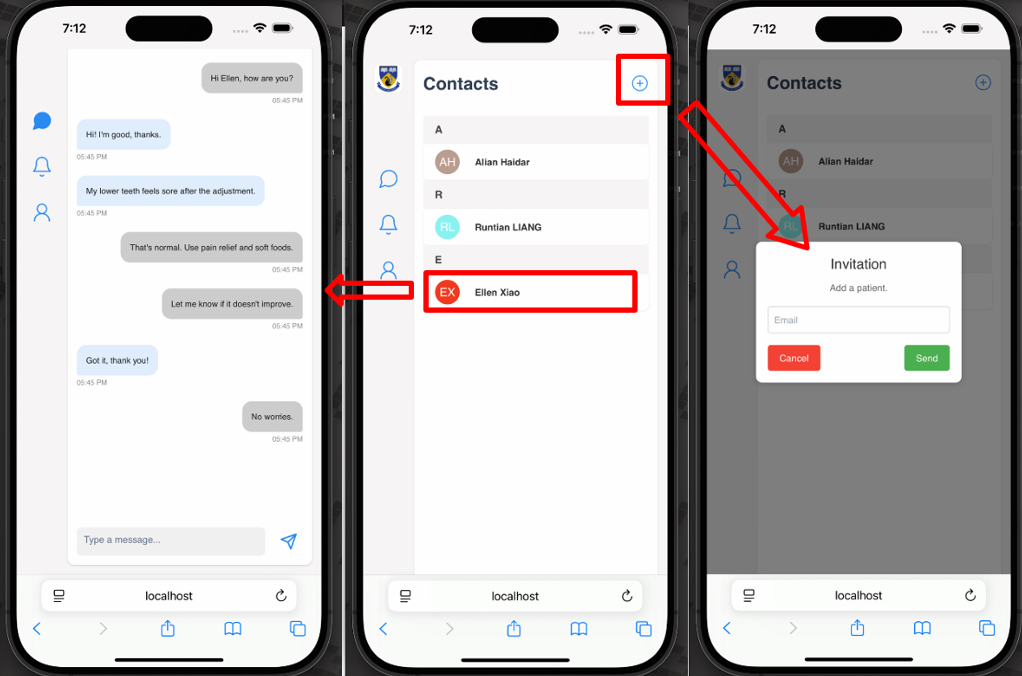 7:12
Hi Ellen, how are you?
05:45 PM
Hi! I'm good, thanks.
05:45 PM
My lower teeth feels sore after the adjustment.
05:45 PM
That's normal. Use pain relief and soft foods.
05:45 PM
Let me know if it doesn't improve.
05:45 PM
Got it, thank you!
05:45 PM
No worries.
05:45 PM
Type a message...
localhost
7:12
Contacts
A
AH Alian Haidar
R
RL Runtian LIANG
E
EX Ellen Xiao
localhost
7:12
Contacts
A
AH Alian Haidar
R
RL Runtian LIANG
Invitation
Add a patient.
Email
Cancel Send
localhost